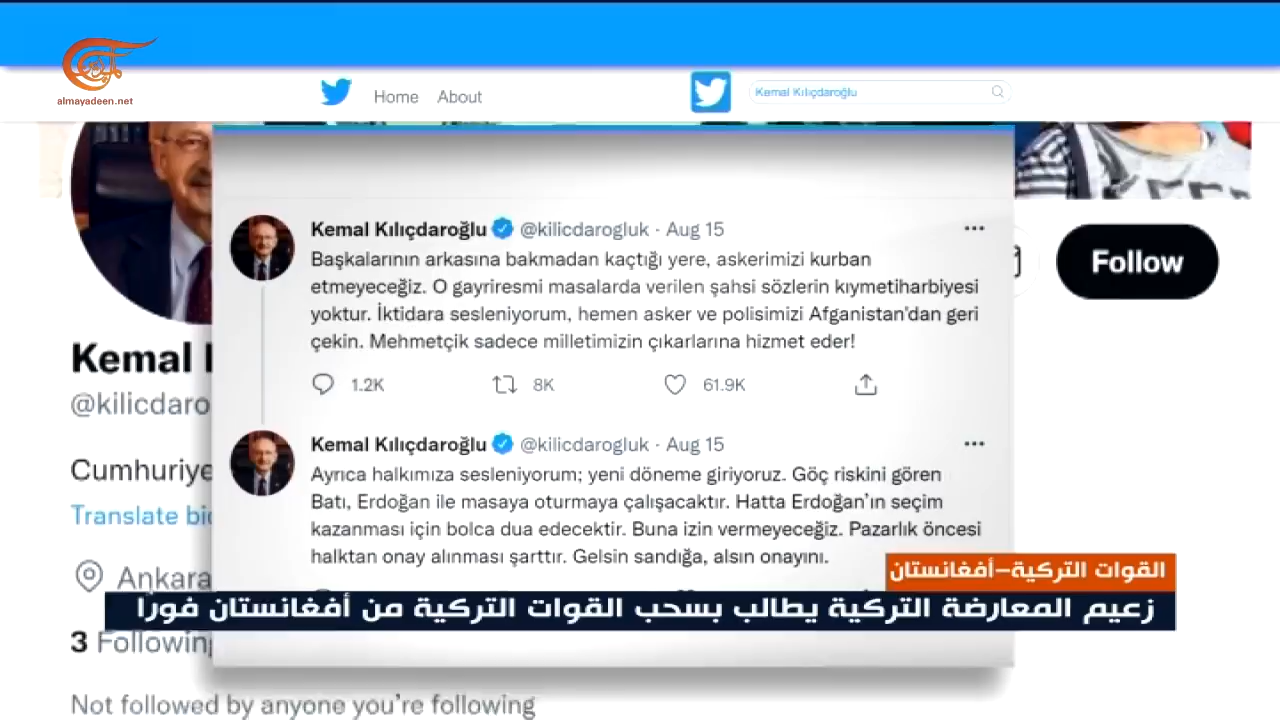 almayadeen.net
Home About
Kemal Kılıçdaroğlu
Kemal Kılıçdaroğlu @kilicdarogluk · Aug 15
Başkalarının arkasına bakmadan kaçtığı yere, askerimizi kurban
etmeyeceğiz. O gayriresmi masalarda verilen şahsi sözlerin kıymetiharbiyesi
yoktur. İktidara sesleniyorum, hemen asker ve polisimizi Afganistan'dan geri
çekin. Mehmetçik sadece milletimizin çıkarlarına hizmet eder!
1.2K 8K 61.9K
Kemal Kılıçdaroğlu @kilicdarogluk · Aug 15
Ayrıca halkımıza sesleniyorum; yeni döneme giriyoruz. Göç riskini gören
Batı, Erdoğan ile masaya oturmaya çalışacaktır. Hatta Erdoğan'ın seçim
kazanması için bolca dua edecektir. Buna izin vermeyeceğiz. Pazarlık öncesi
halktan onay alınması şarttır. Gelsin sandığa, alsın onayını.
Follow
Kemal
@kilicdaro
Cumhuriye
Translate bi
Ankara
3 Following
Not followed by anyone you're following
القوات التركية–أفغانستان
زعيم المعارضة التركية يطالب بسحب القوات التركية من أفغانستان فوراً